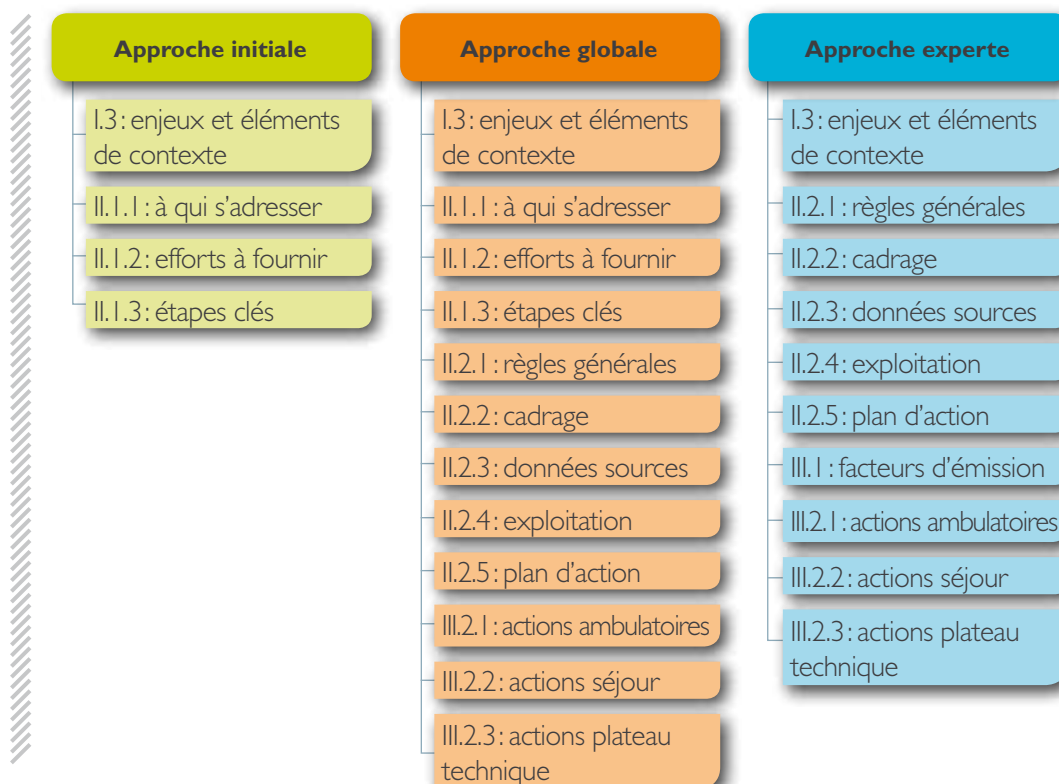 Approche initiale
I.3 : enjeux et éléments
de contexte
II.1.1 : à qui s’adresser
II.1.2 : efforts à fournir
II.1.3 : étapes clés
Approche globale
I.3 : enjeux et éléments
de contexte
II.1.1 : à qui s’adresser
II.1.2 : efforts à fournir
II.1.3 : étapes clés
II.2.1 : règles générales
II.2.2 : cadrage
II.2.3 : données sources
II.2.4 : exploitation
II.2.5 : plan d’action
III.2.1 : actions ambulatoires
III.2.2 : actions séjour
III.2.3 : actions plateau
technique
Approche experte
I.3 : enjeux et éléments
de contexte
II.2.1 : règles générales
II.2.2 : cadrage
II.2.3 : données sources
II.2.4 : exploitation
II.2.5 : plan d’action
III.1 : facteurs d’émission
III.2.1 : actions ambulatoires
III.2.2 : actions séjour
III.2.3 : actions plateau
technique